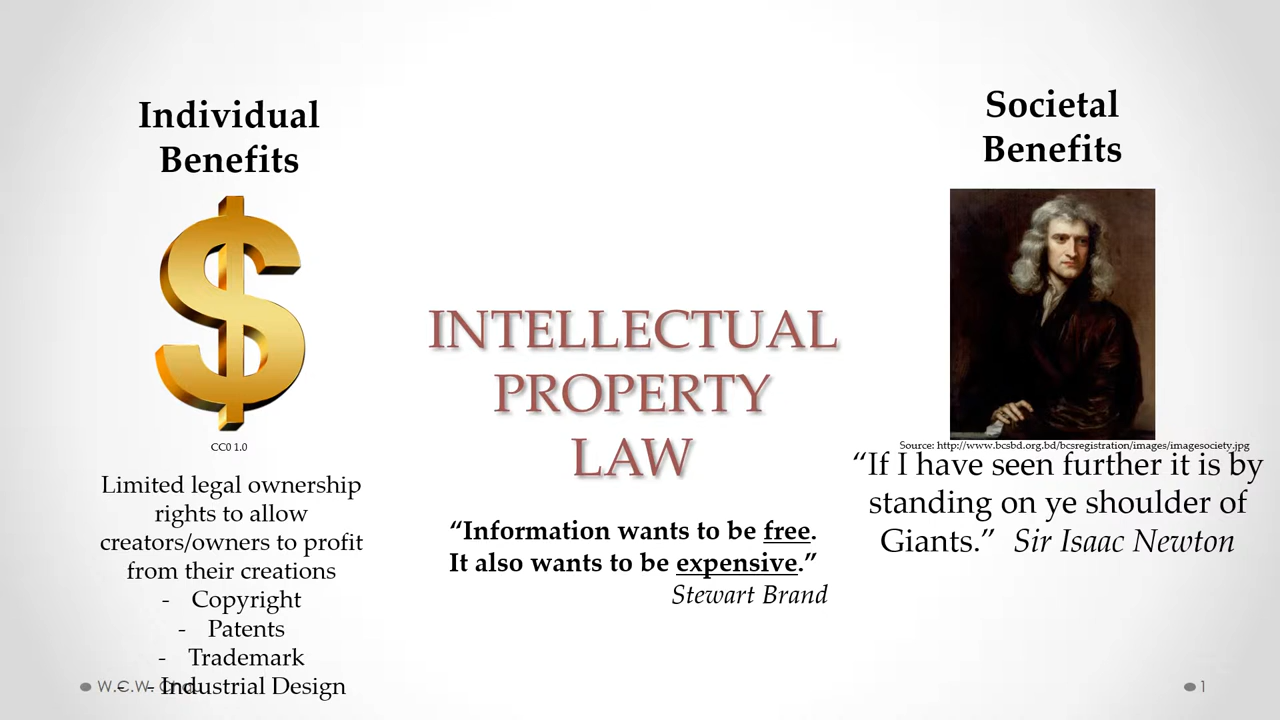 Individual
Benefits
CC0 1.0
Limited legal ownership
rights to allow
creators/owners to profit
from their creations
- Copyright
- Patents
- Trademark
- Industrial Design
INTELLECTUAL
PROPERTY
LAW
“Information wants to be free.
It also wants to be expensive.”
Stewart Brand
Societal
Benefits
Source: http://www.bcsbd.org.bd/bcsregistration/images/imagesociety.jpg
“If I have seen further it is by
standing on ye shoulder of
Giants.” Sir Isaac Newton
W.C.W.
1